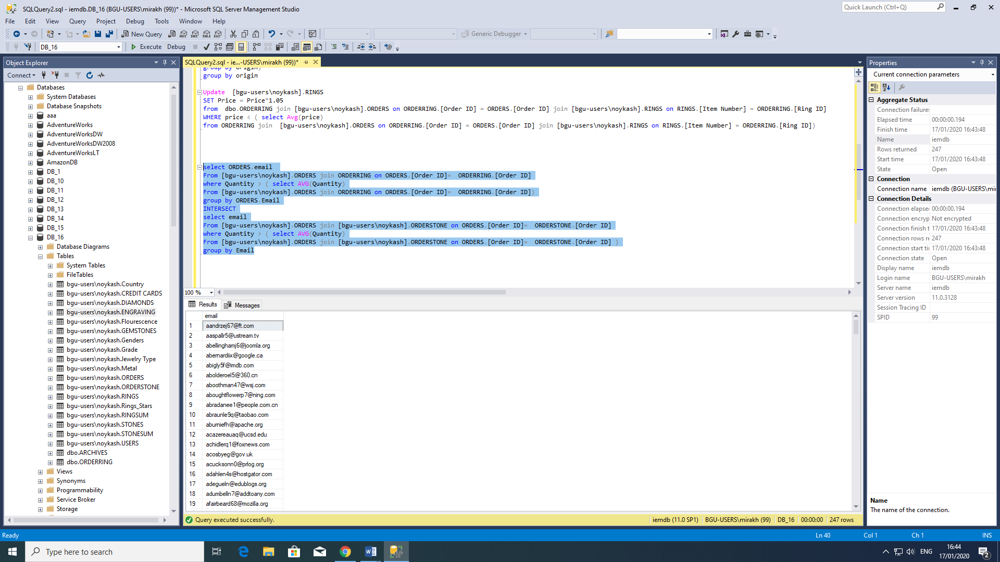 SQLQuery2.sql - iemdb.DB_16 (BGU-USERS\mirakh (99))* - Microsoft SQL Server Management Studio
Quick Launch (Ctrl+Q)
File Edit View Query Project Debug Tools Window Help
New Query
MDX DMX XMLA DAX
Generic Debugger
DB_16
Execute Debug
Object Explorer
Connect
Databases
System Databases
Database Snapshots
aaa
AdventureWorks
AdventureWorksDW
AdventureWorksDW2008
AdventureWorksLT
AmazonDB
DB_1
DB_10
DB_11
DB_12
DB_13
DB_14
DB_15
DB_16
Database Diagrams
Tables
System Tables
FileTables
bgu-users\noykash.Country
bgu-users\noykash.CREDIT CARDS
bgu-users\noykash.DIAMONDS
bgu-users\noykash.ENGRAVING
bgu-users\noykash.Flourescence
bgu-users\noykash.GEMSTONES
bgu-users\noykash.Genders
bgu-users\noykash.Grade
bgu-users\noykash.Jewelry Type
bgu-users\noykash.Metal
bgu-users\noykash.ORDERS
bgu-users\noykash.ORDERSTONE
bgu-users\noykash.RINGS
bgu-users\noykash.Rings_Stars
bgu-users\noykash.RINGSUM
bgu-users\noykash.STONES
bgu-users\noykash.STONESUM
bgu-users\noykash.USERS
dbo.ARCHIVES
dbo.ORDERRING
Views
Synonyms
Programmability
Service Broker
Storage
SQLQuery2.sql - ie...-USERS\mirakh (99))*
group by origin)
group by origin
Update [bgu-users\noykash].RINGS
SET Price = Price*1.05
from dbo.ORDERRING join [bgu-users\noykash].ORDERS on ORDERRING.[Order ID] = ORDERS.[Order ID] join [bgu-users\noykash].RINGS on RINGS.[Item Number] = ORDERRING.[Ring ID]
WHERE price < ( select Avg(price)
from ORDERRING join [bgu-users\noykash].ORDERS on ORDERRING.[Order ID] = ORDERS.[Order ID] join [bgu-users\noykash].RINGS on RINGS.[Item Number] = ORDERRING.[Ring ID])
select ORDERS.email
From [bgu-users\noykash].ORDERS join ORDERRING on ORDERS.[Order ID]= ORDERRING.[Order ID]
where Quantity > ( select AVG(Quantity)
From [bgu-users\noykash].ORDERS join ORDERRING on ORDERS.[Order ID]= ORDERRING.[Order ID])
group by ORDERS.Email
INTERSECT
select email
From [bgu-users\noykash].ORDERS join [bgu-users\noykash].ORDERSTONE on ORDERS.[Order ID]= ORDERSTONE.[Order ID]
where Quantity > ( select AVG(Quantity)
From [bgu-users\noykash].ORDERS join [bgu-users\noykash].ORDERSTONE on ORDERS.[Order ID]= ORDERSTONE.[Order ID] )
group by Email
100 %
Results Messages
email
1 aandrzej67@ft.com
2 aaspallr5@ustream.tv
3 abellinghamj6@joomla.org
4 abernardiix@google.ca
5 abigly5f@imdb.com
6 abolderoel5@360.cn
7 aboothman47@wsj.com
8 aboughtflowerp7@ning.com
9 abradanee1@people.com.cn
10 abraunle9q@taobao.com
11 aburniefh@apache.org
12 acazereauaq@ucsd.edu
13 achidlerq1@foxnews.com
14 acosbyeg@gov.uk
15 acucksonn0@prlog.org
16 adahlen4s@hostgator.com
17 adegueln@edublogs.org
18 adumbelln7@addtoany.com
19 afairbeard68@mozilla.org
Query executed successfully.
iemdb (11.0 SP1) BGU-USERS\mirakh (99) DB_16 00:00:00 247 rows
Properties
Current connection parameters
Aggregate Status
Connection failures
Elapsed time 00:00:00.194
Finish time 17/01/2020 16:43:48
Name iemdb
Rows returned 247
Start time 17/01/2020 16:43:48
State Open
Connection
Connection name iemdb (BGU-USERS\mir
Connection Details
Connection elapse 00:00:00.194
Connection encryp Not encrypted
Connection finish t 17/01/2020 16:43:48
Connection rows re 247
Connection start ti 17/01/2020 16:43:48
Connection state Open
Display name iemdb
Login name BGU-USERS\mirakh
Server name iemdb
Server version 11.0.3128
Session Tracing ID
SPID 99
Name
The name of the connection.
Ready Ln 40 Col 1 Ch 1 INS
Type here to search
ENG
16:44
17/01/2020
2